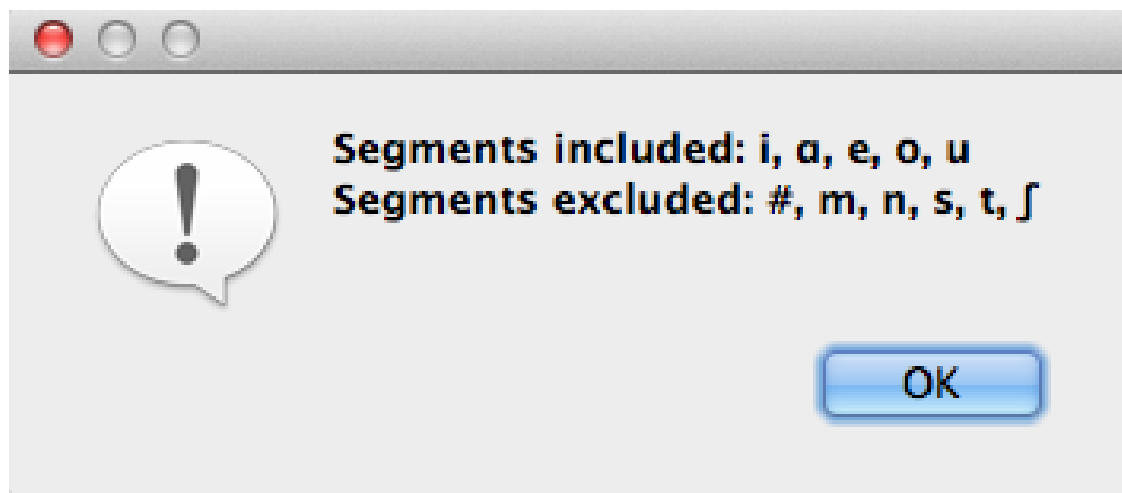 Segments included: i, ɑ, e, o, u
Segments excluded: #, m, n, s, t, ʃ
OK